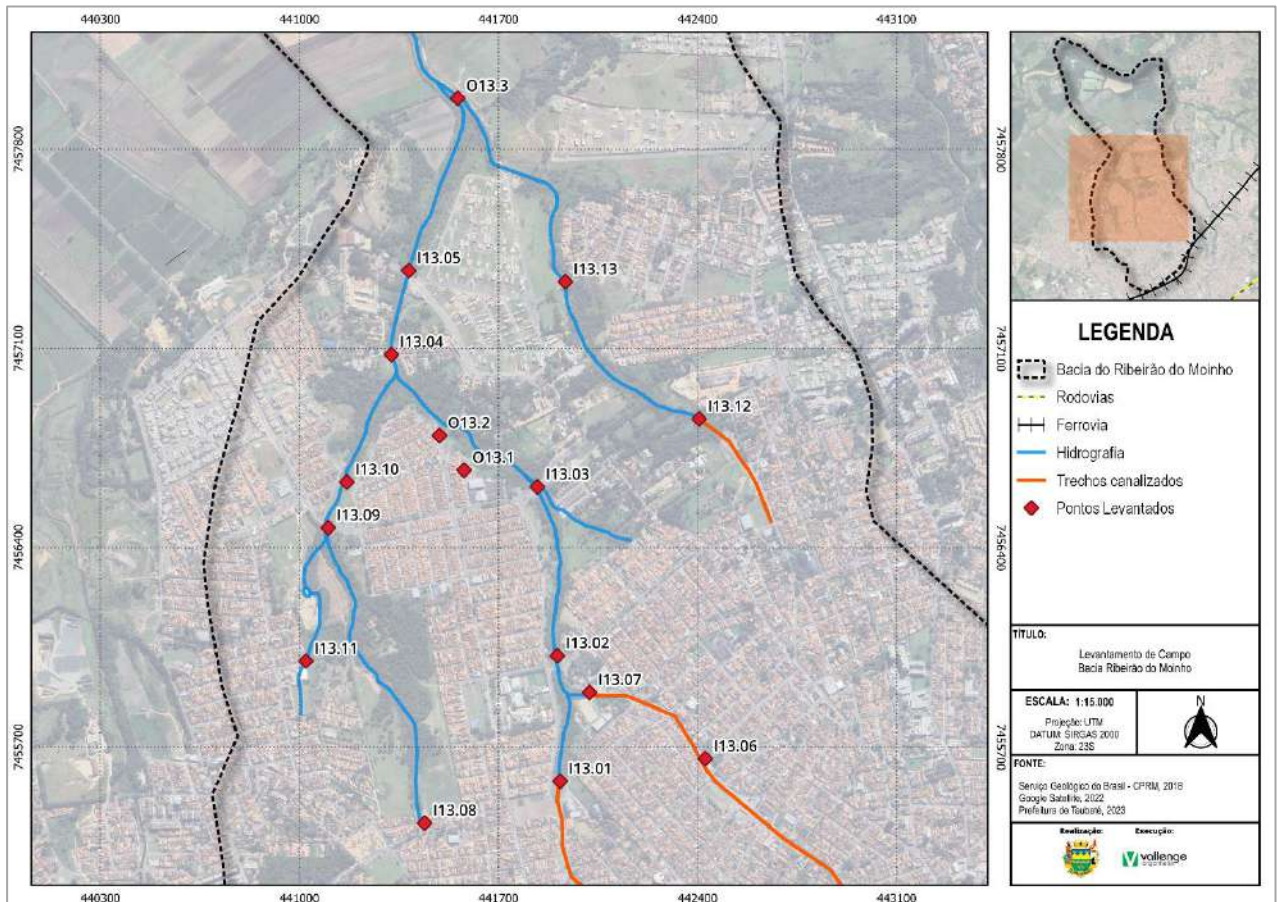 440300 441000 441700 442400 443100
7457800 7457800
7457100 7457100
7456400 7456400
7455700 7455700
O13.3
I13.05
I13.13
I13.04
I13.12
O13.2
O13.1
I13.10
I13.03
I13.09
I13.02
I13.11
I13.07
I13.06
I13.01
I13.08
440300 441000 441700 442400 443100
LEGENDA
Bacia do Ribeirão do Moinho
Rodovias
Ferrovia
Hidrografia
Trechos canalizados
Pontos Levantados
TÍTULO:
Levantamento de Campo
Bacia Ribeirão do Moinho
ESCALA: 1:15.000
Projeção: UTM
DATUM: SIRGAS 2000
Zona: 23S
N
FONTE:
Serviço Geológico do Brasil - CPRM, 2018
Google Satellite, 2022
Prefeitura de Taubaté, 2023
Realização: Execução:
vallenge